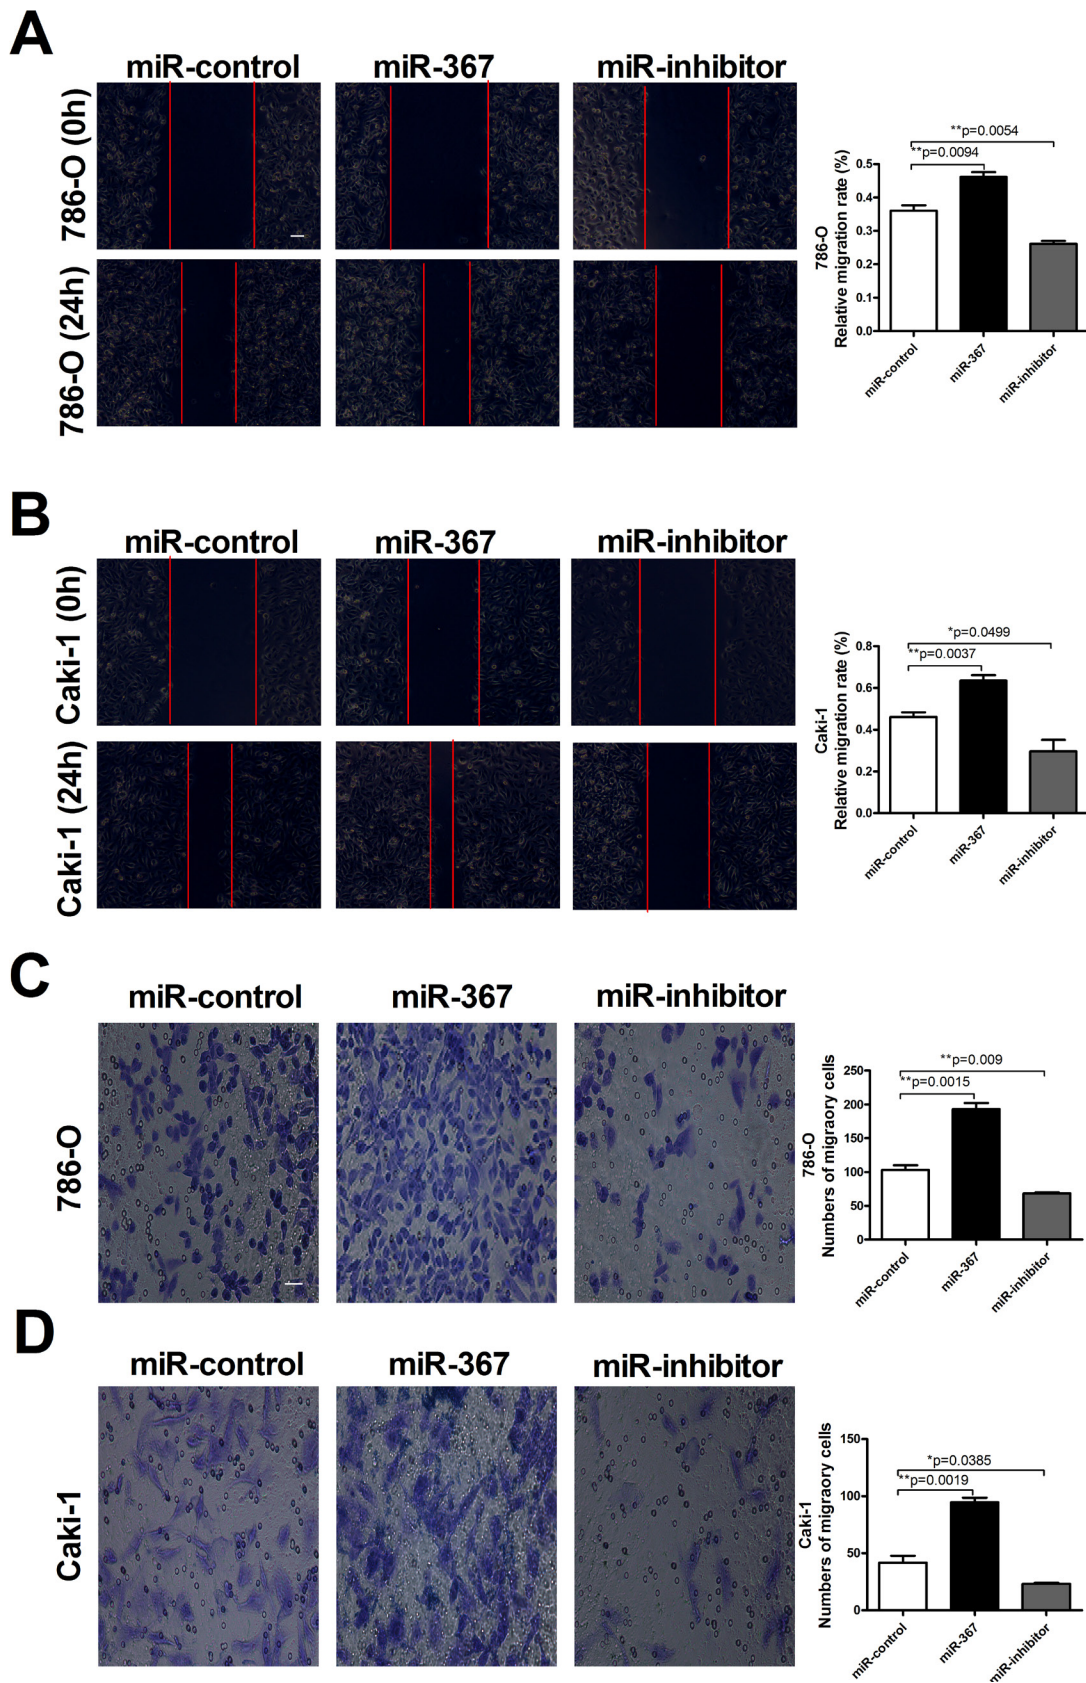 A
miR-control miR-367 miR-inhibitor
786-O (0h)
786-O (24h)
786-O
Relative migration rate (%)
**p=0.0054
**p=0.0094
0.5
0.4
0.3
0.2
0.1
0.0
miR-control
miR-367
miR-inhibitor
B
miR-control miR-367 miR-inhibitor
Caki-1 (0h)
Caki-1 (24h)
Caki-1
Relative migration rate (%)
*p=0.0499
**p=0.0037
0.8
0.6
0.4
0.2
0.0
miR-control
miR-367
miR-inhibitor
C
miR-control miR-367 miR-inhibitor
786-O
786-O
Numbers of migraory cells
**p=0.009
**p=0.0015
250
200
150
100
50
0
miR-control
miR-367
miR-inhibitor
D
miR-control miR-367 miR-inhibitor
Caki-1
Caki-1
Numbers of migraory cells
*p=0.0385
**p=0.0019
150
100
50
0
miR-control
miR-367
miR-inhibitor